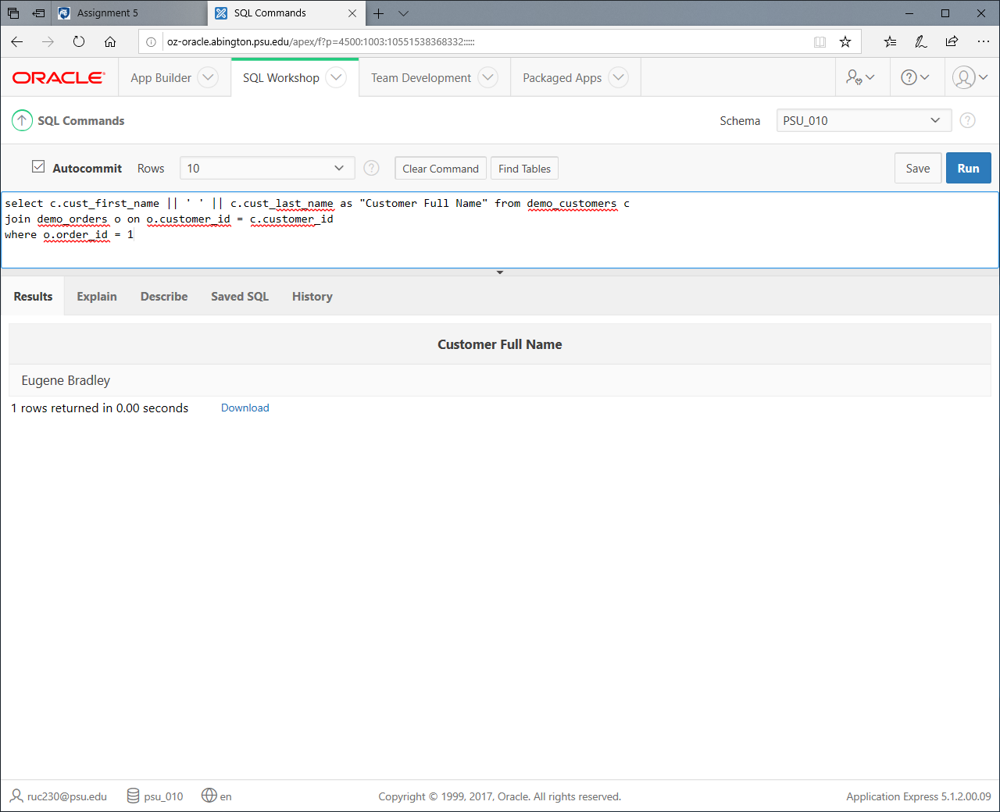 Assignment 5
SQL Commands
oz-oracle.abington.psu.edu/apex/f?p=4500:1003:10551538368332:::::
ORACLE
App Builder
SQL Workshop
Team Development
Packaged Apps
SQL Commands
Schema
PSU_010
Autocommit
Rows
10
Clear Command
Find Tables
Save
Run
select c.cust_first_name || ' ' || c.cust_last_name as "Customer Full Name" from demo_customers c
join demo_orders o on o.customer_id = c.customer_id
where o.order_id = 1
Results
Explain
Describe
Saved SQL
History
Customer Full Name
Eugene Bradley
1 rows returned in 0.00 seconds
Download
ruc230@psu.edu
psu_010
en
Copyright © 1999, 2017, Oracle. All rights reserved.
Application Express 5.1.2.00.09